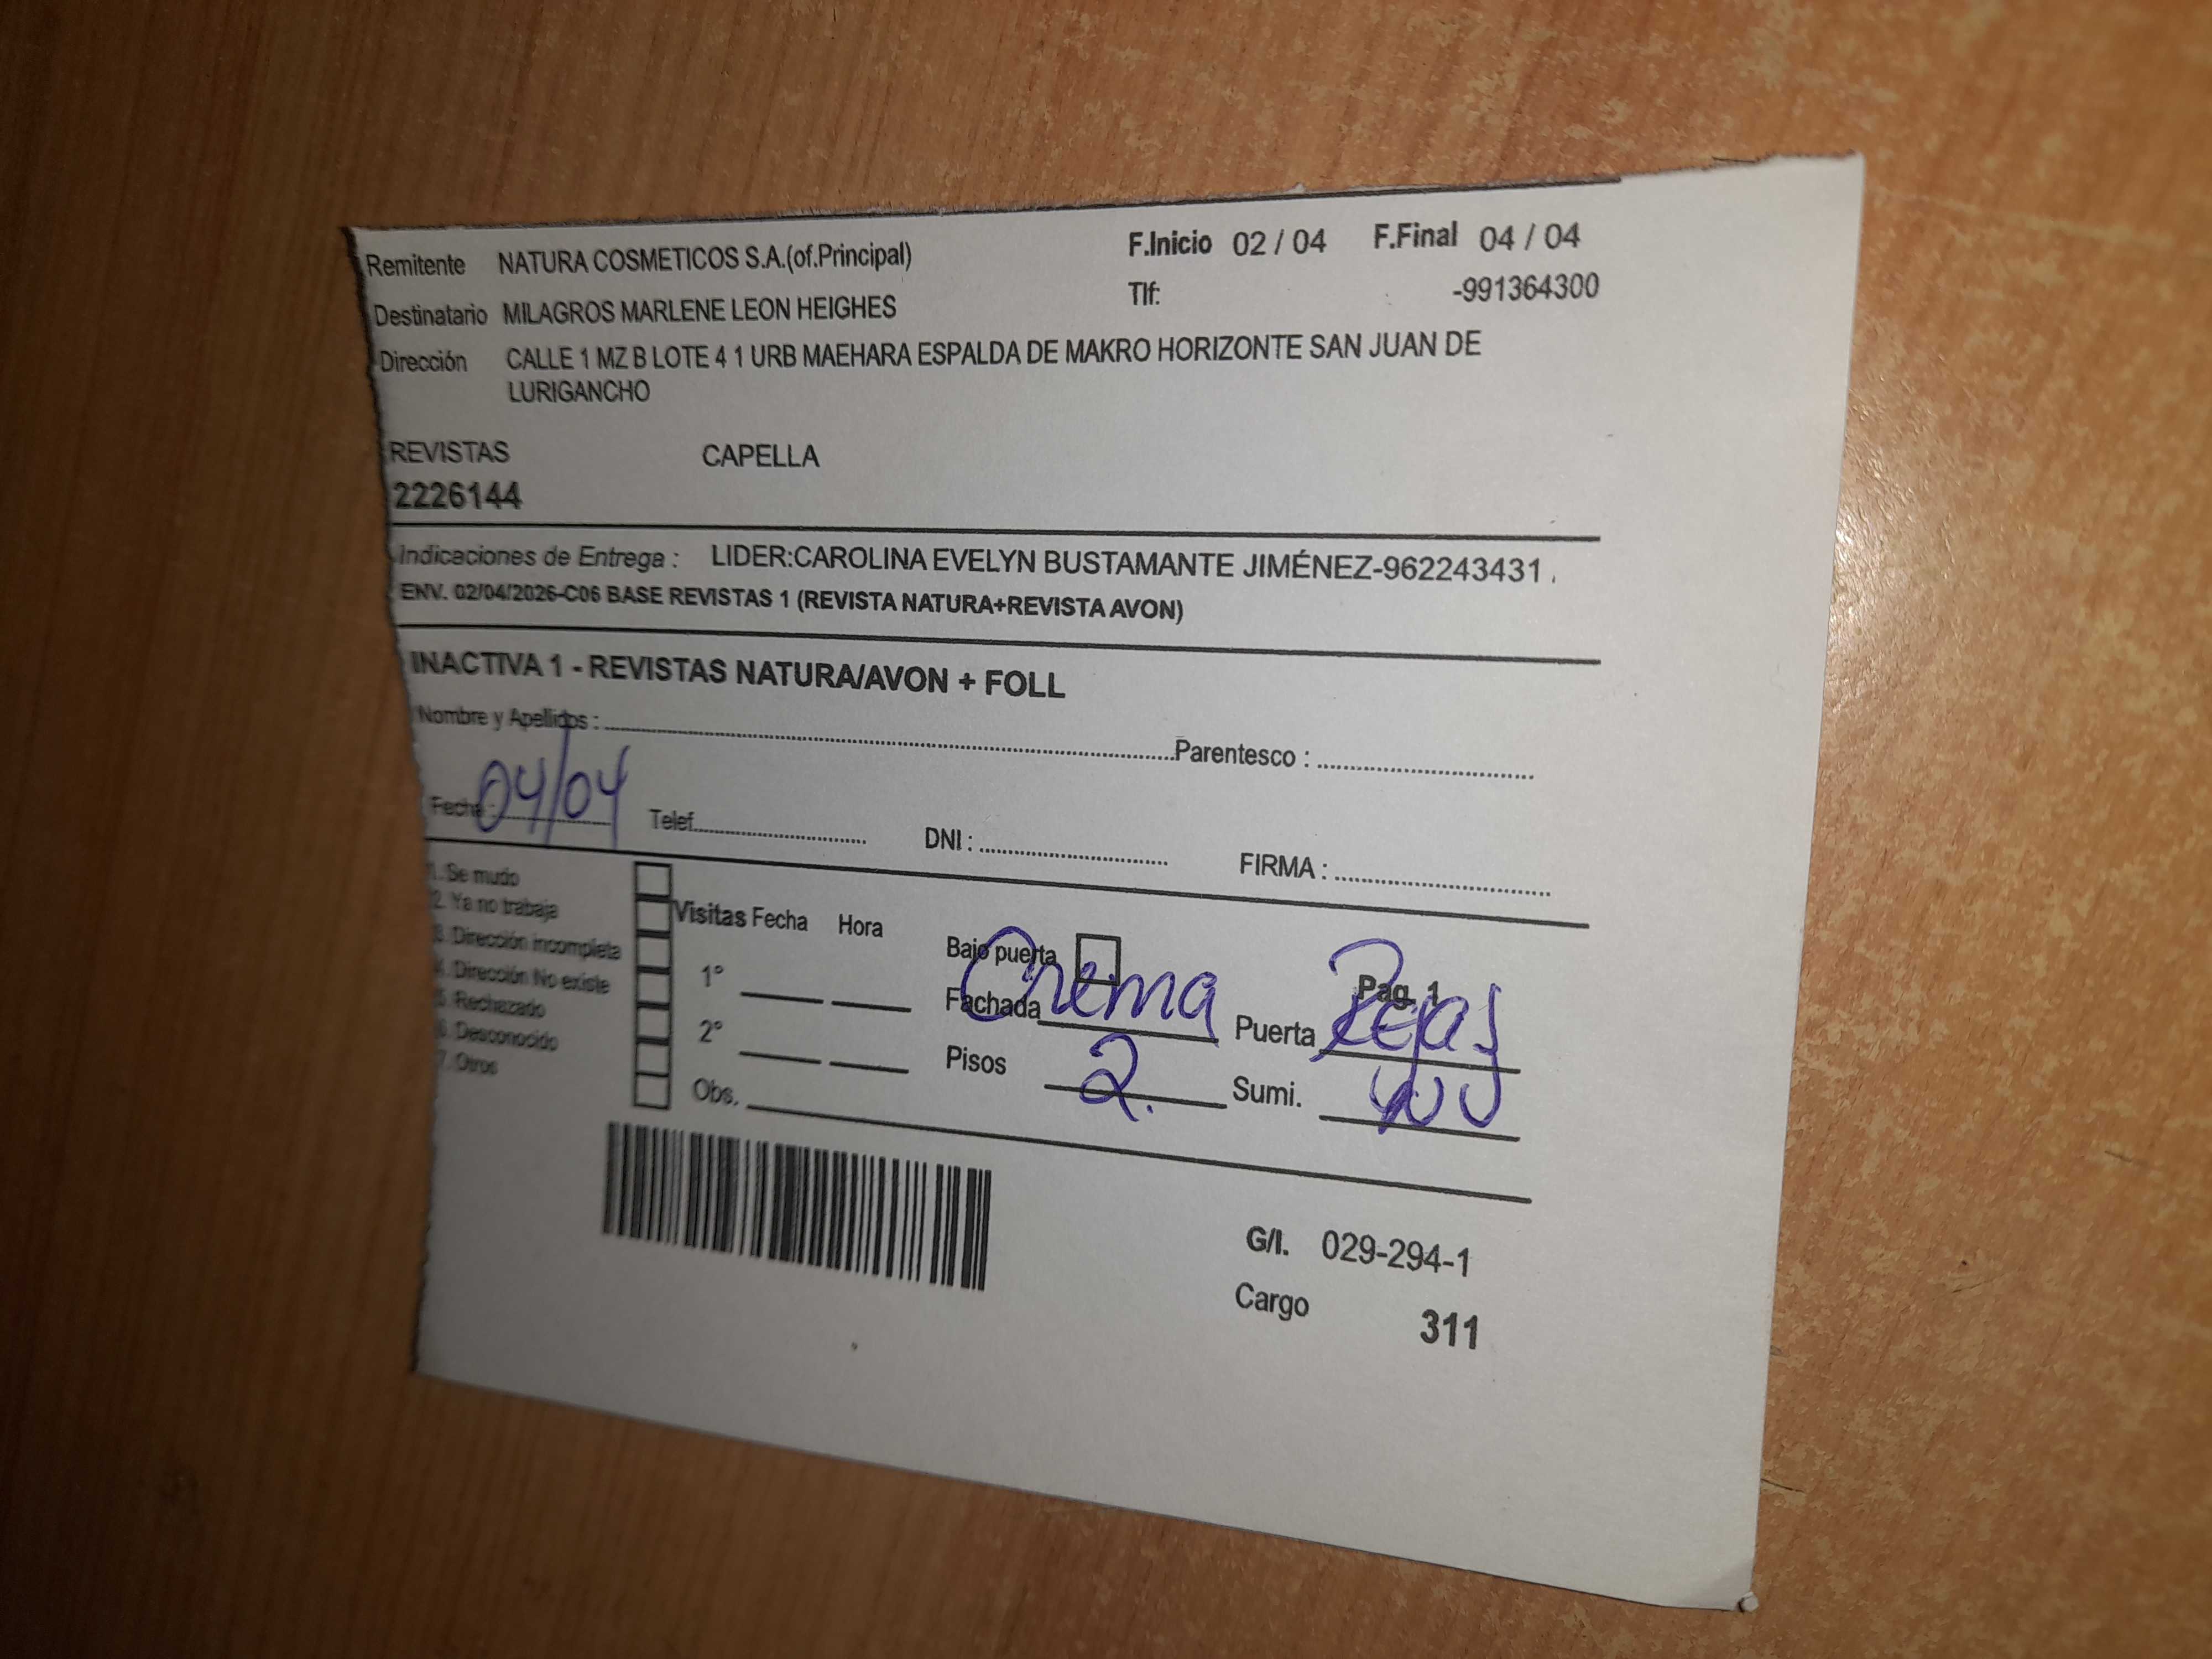 Remitente NATURA COSMETICOS S.A.(of.Principal) F.Inicio 02 / 04 F.Final 04 / 04
Destinatario MILAGROS MARLENE LEON HEIGHES Tlf: -991364300
Dirección CALLE 1 MZ B LOTE 4 1 URB MAEHARA ESPALDA DE MAKRO HORIZONTE SAN JUAN DE
LURIGANCHO
REVISTAS CAPELLA
2226144
Indicaciones de Entrega : LIDER:CAROLINA EVELYN BUSTAMANTE JIMÉNEZ-962243431 .
ENV. 02/04/2026-C06 BASE REVISTAS 1 (REVISTA NATURA+REVISTA AVON)
INACTIVA 1 - REVISTAS NATURA/AVON + FOLL
Nombre y Apellidos : Parentesco :
Fecha : 04/04 Telef. DNI : FIRMA :
1. Se mudo
2. Ya no trabaja Visitas Fecha Hora
3. Dirección incompleta Bajo puerta Pag. 1
4. Dirección No existe 1° Fachada Crema Puerta Rejas
5. Rechazado
6. Desconocido 2° Pisos 2. Sumi.
7. Otros Obs.
G/I. 029-294-1
Cargo 311